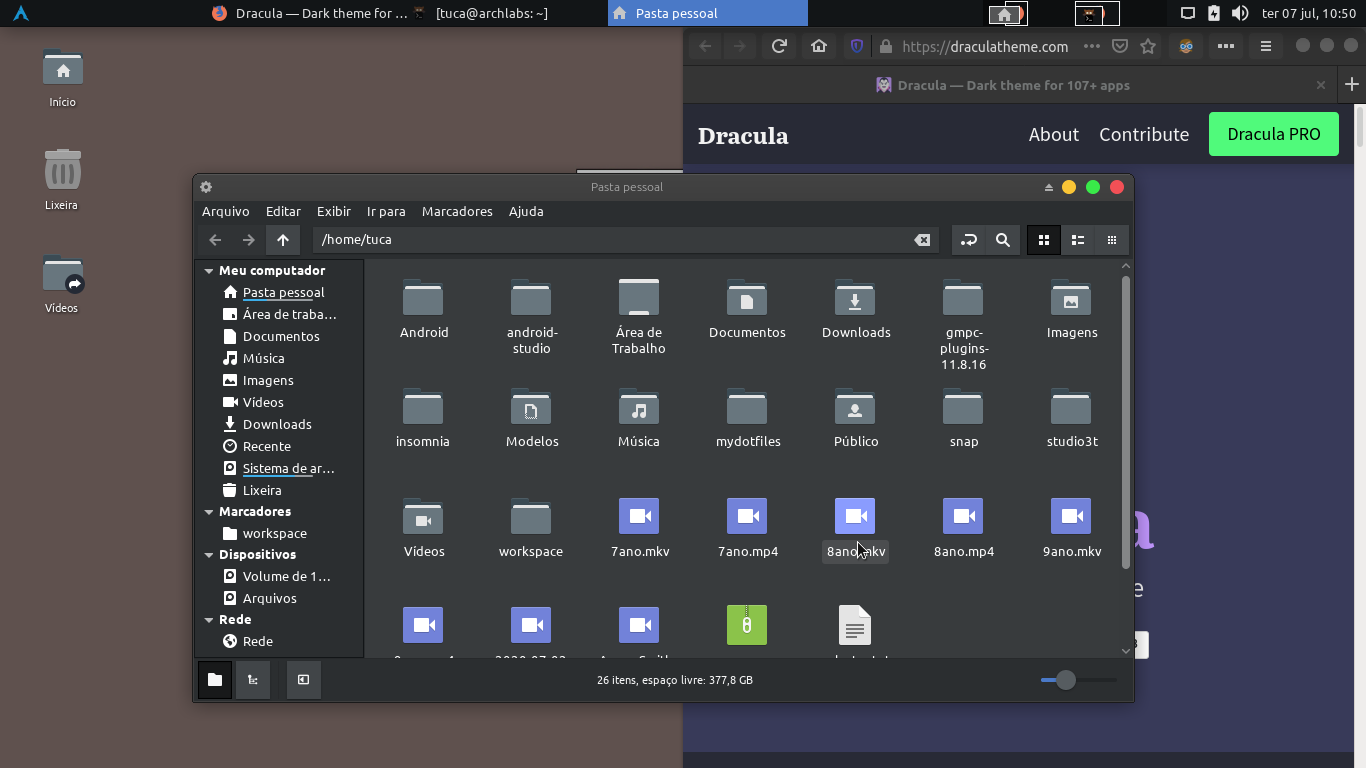 Dracula — Dark theme for ...
[tuca@archlabs: ~]
Pasta pessoal
ter 07 jul, 10:50
Início
Lixeira
Vídeos
https://draculatheme.com
Dracula — Dark theme for 107+ apps
Dracula
About
Contribute
Dracula PRO
Pasta pessoal
Arquivo
Editar
Exibir
Ir para
Marcadores
Ajuda
/home/tuca
Meu computador
Pasta pessoal
Área de traba...
Documentos
Música
Imagens
Vídeos
Downloads
Recente
Sistema de ar...
Lixeira
Marcadores
workspace
Dispositivos
Volume de 1...
Arquivos
Rede
Rede
Android
android-
studio
Área de
Trabalho
Documentos
Downloads
gmpc-
plugins-
11.8.16
Imagens
insomnia
Modelos
Música
mydotfiles
Público
snap
studio3t
Vídeos
workspace
7ano.mkv
7ano.mp4
8ano.mkv
8ano.mp4
9ano.mkv
a
e
26 itens, espaço livre: 377,8 GB